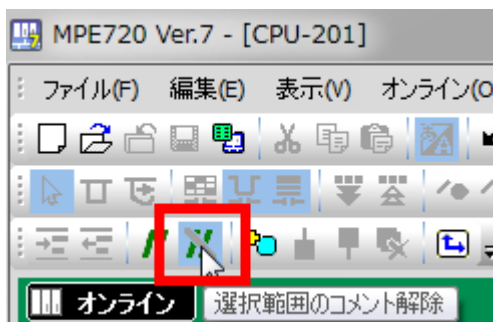 MPE720 Ver.7 - [CPU-201]
ファイル(F) 編集(E) 表示(V) オンライン(O
オンライン
選択範囲のコメント解除